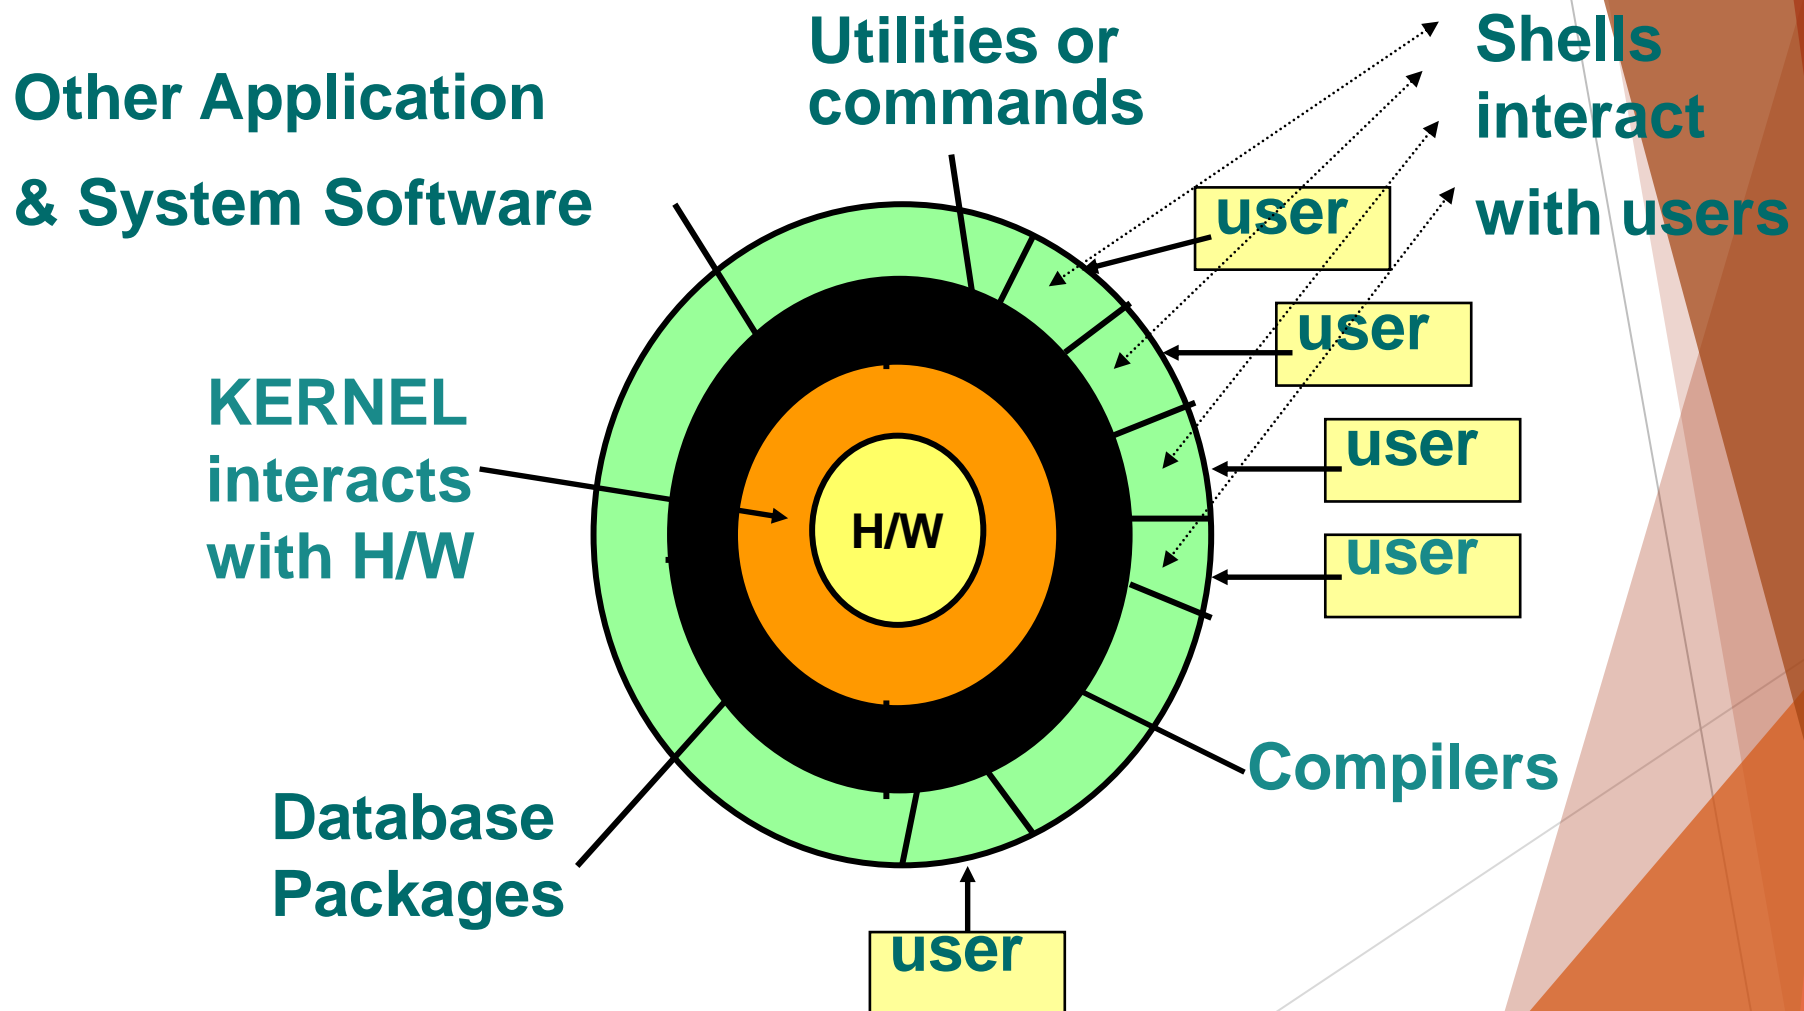 Other Application
& System Software
Utilities or
commands
Shells
interact
with users
user
user
user
user
KERNEL
interacts
with H/W
H/W
Compilers
Database
Packages
user